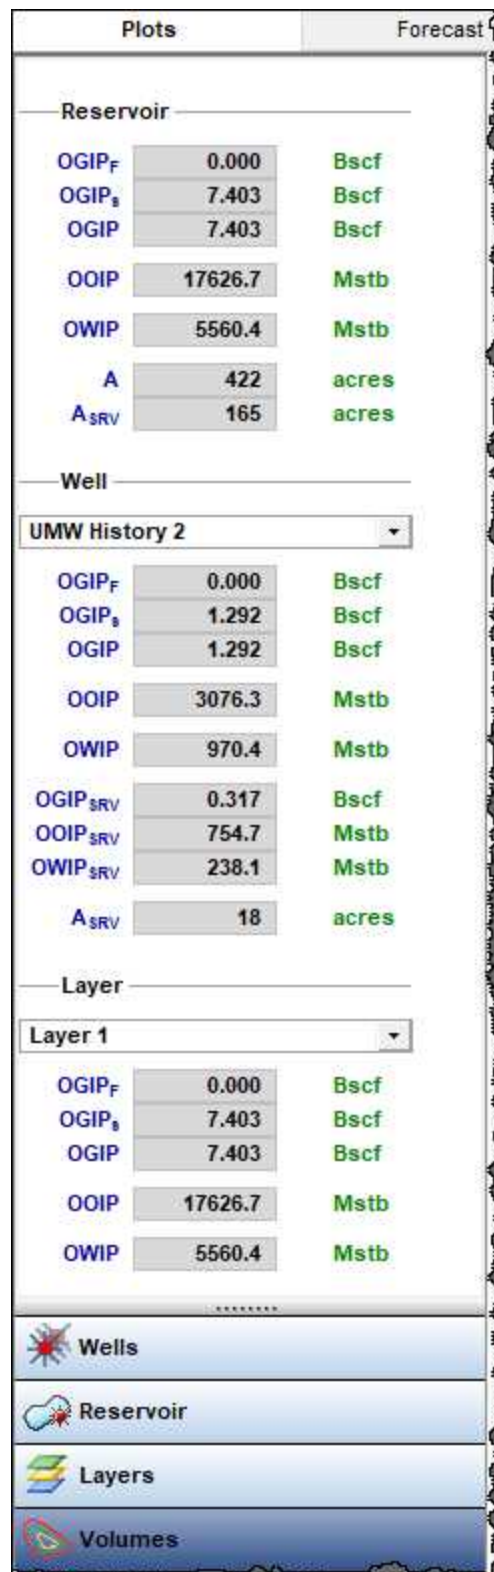 Plots Forecast
Reservoir
OGIPF 0.000 Bscf
OGIPs 7.403 Bscf
OGIP 7.403 Bscf
OOIP 17626.7 Mstb
OWIP 5560.4 Mstb
A 422 acres
ASRV 165 acres
Well
UMW History 2
OGIPF 0.000 Bscf
OGIPs 1.292 Bscf
OGIP 1.292 Bscf
OOIP 3076.3 Mstb
OWIP 970.4 Mstb
OGIPSRV 0.317 Bscf
OOIPSRV 754.7 Mstb
OWIPSRV 238.1 Mstb
ASRV 18 acres
Layer
Layer 1
OGIPF 0.000 Bscf
OGIPs 7.403 Bscf
OGIP 7.403 Bscf
OOIP 17626.7 Mstb
OWIP 5560.4 Mstb
Wells
Reservoir
Layers
Volumes